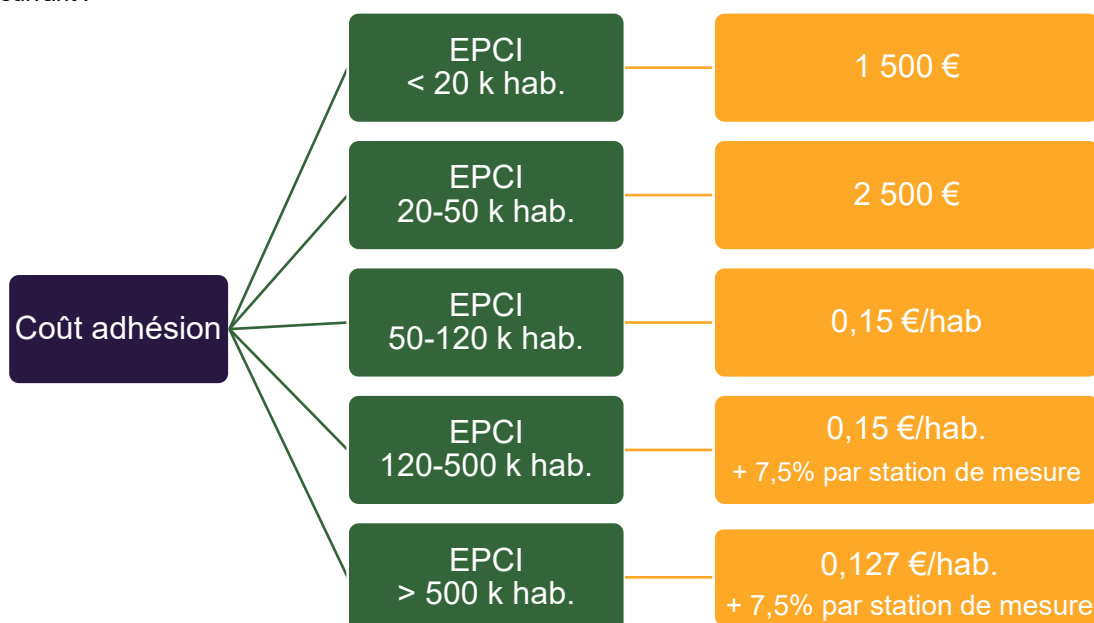 EPCI
< 20 k hab.
1 500 €
EPCI
20-50 k hab.
2 500 €
Coût adhésion
EPCI
50-120 k hab.
0,15 €/hab
EPCI
120-500 k hab.
0,15 €/hab.
+ 7,5% par station de mesure
EPCI
> 500 k hab.
0,127 €/hab.
+ 7,5% par station de mesure